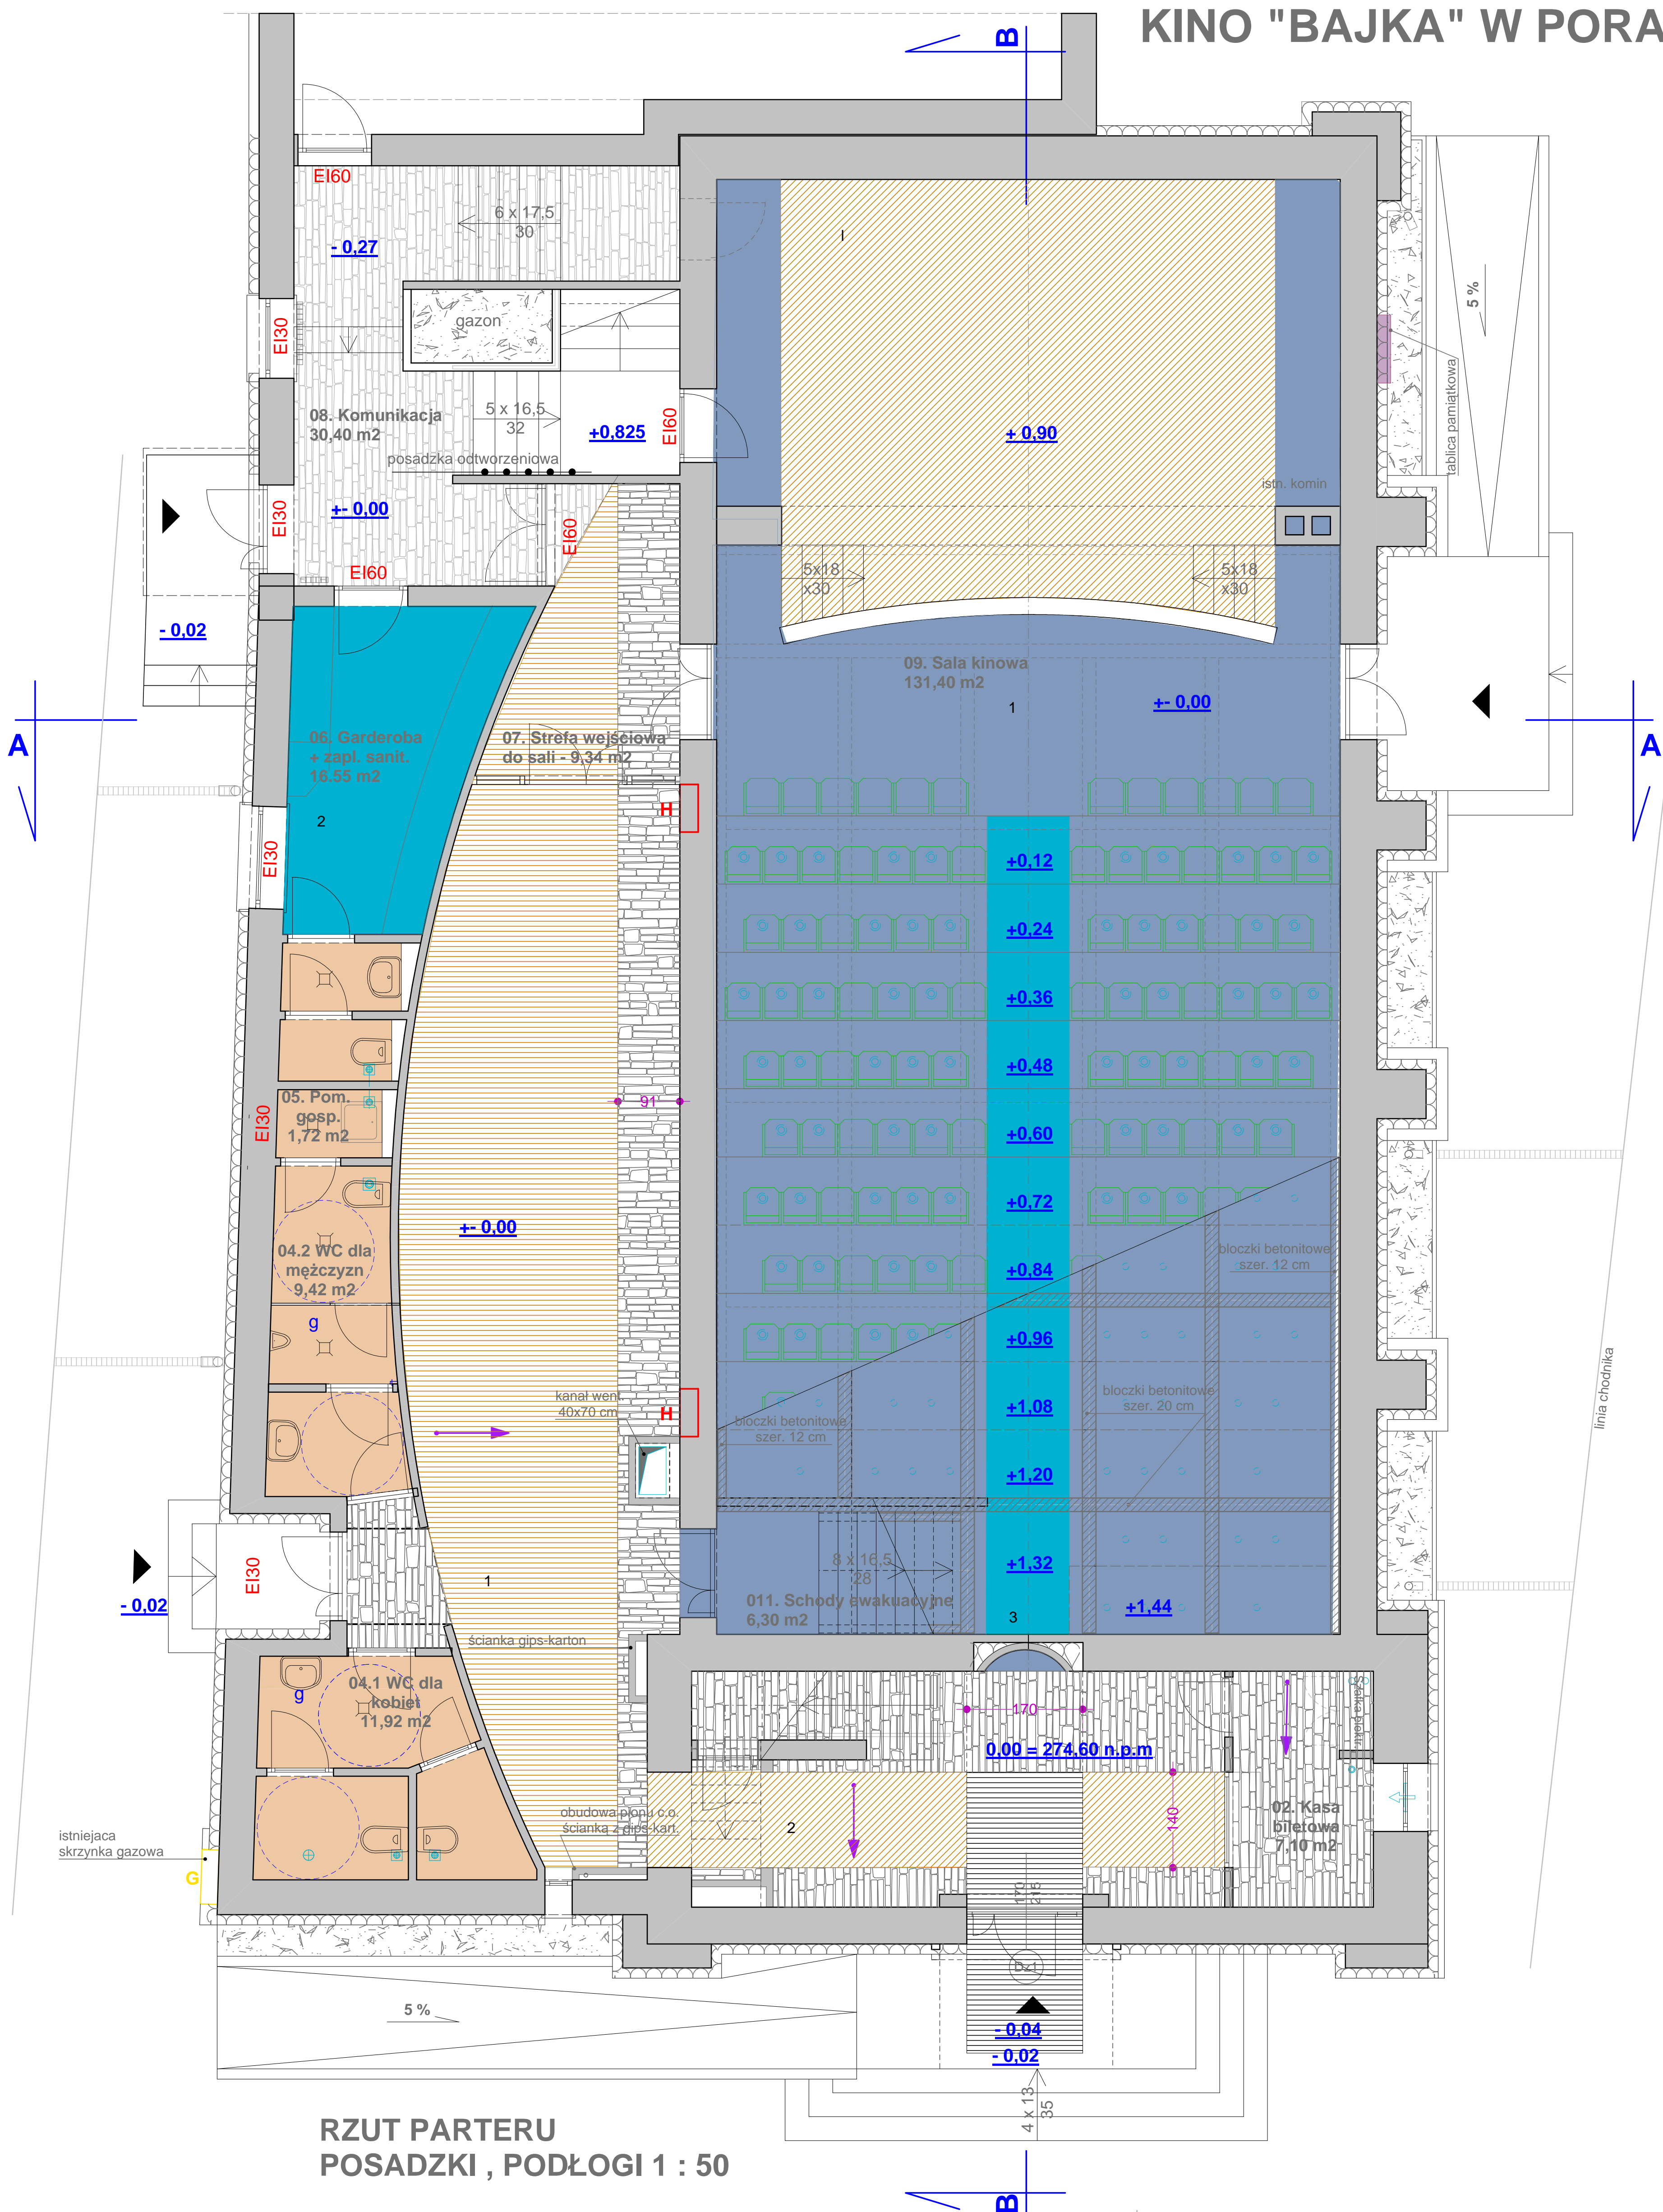 KINO "BAJKA" W PORA
B
EI60
6 x 17,5
30
- 0,27
I
5 %
gazon
EI30
tablica pamiątkowa
08. Komunikacja
30,40 m2
5 x 16,5
32
+0,825
EI60
+ 0,90
posadzka odtworzeniowa
istn. komin
EI30
+- 0,00
EI60
EI60
5x18
x30
5x18
x30
- 0,02
09. Sala kinowa
131,40 m2
1
+- 0,00
A
A
06. Garderoba
+ zapl. sanit.
16.55 m2
07. Strefa wejściowa
do sali - 9,34 m2
2
H
EI30
+0,12
+0,24
+0,36
+0,48
05. Pom.
gosp.
1,72 m2
EI30
91
+0,60
+0,72
+- 0,00
04.2 WC dla
mężczyzn
9,42 m2
g
bloczki betonitowe
szer. 12 cm
+0,84
+0,96
linia chodnika
kanał went.
40x70 cm
H
bloczki betonitowe
szer. 12 cm
+1,08
bloczki betonitowe
szer. 20 cm
+1,20
EI30
- 0,02
1
8 x 16,5
28
+1,32
011. Schody ewakuacyjne
6,30 m2
3
+1,44
ścianka gips-karton
04.1 WC dla
kobiet
11,92 m2
g
170
0,00 = 274,60 n.p.m
140
02. Kasa
biletowa
7,10 m2
obudowa pionu c.o.
ścianką z gips-kart.
2
istniejaca
skrzynka gazowa
G
170
215
Dz1
5 %
- 0,04
- 0,02
4 x 13
35
RZUT PARTERU
POSADZKI , PODŁOGI 1 : 50
B